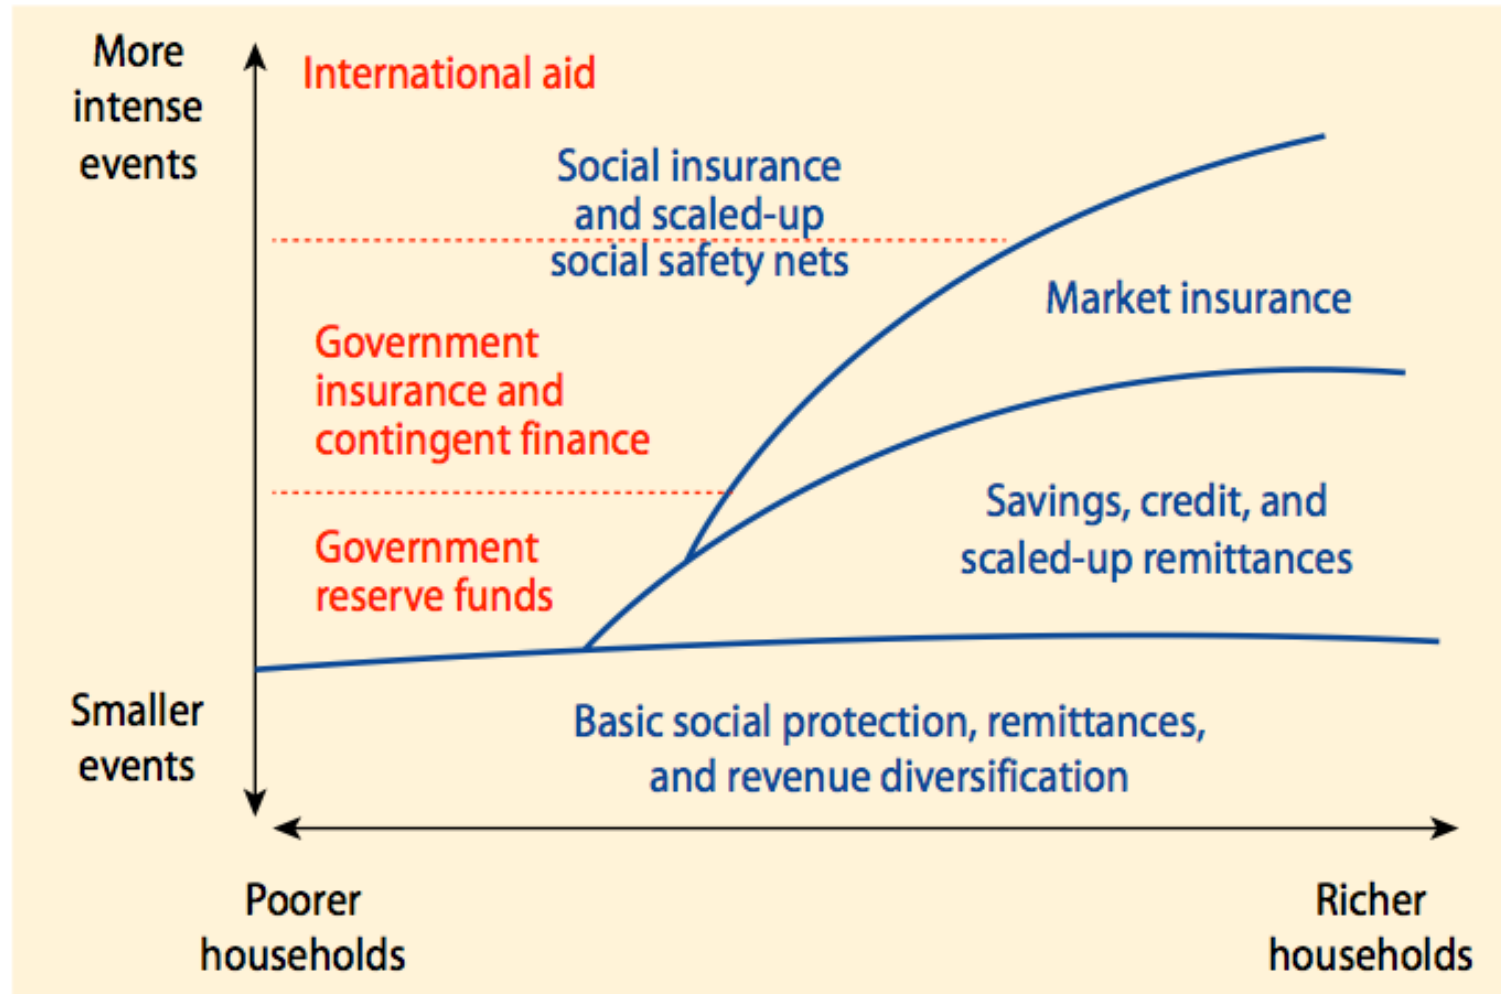 More
intense
events
International aid
Social insurance
and scaled-up
social safety nets
Market insurance
Government
insurance and
contingent finance
Savings, credit, and
scaled-up remittances
Government
reserve funds
Smaller
events
Basic social protection, remittances,
and revenue diversification
Poorer
households
Richer
households